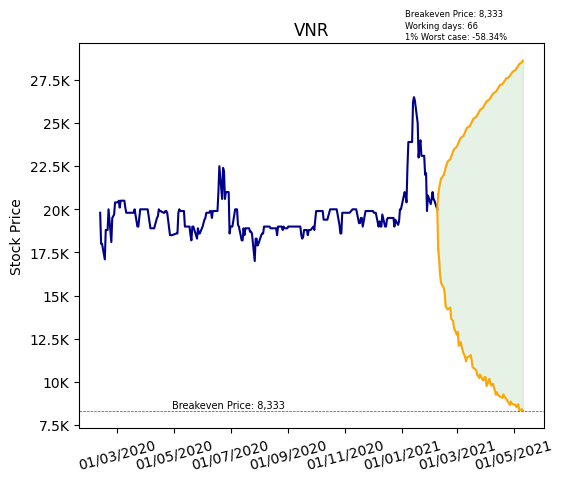 Breakeven Price: 8,333
Working days: 66
1% Worst case: -58.34%
VNR
Stock Price
27.5K
25K
22.5K
20K
17.5K
15K
12.5K
10K
7.5K
Breakeven Price: 8,333
01/03/2020
01/05/2020
01/07/2020
01/09/2020
01/11/2020
01/01/2021
01/03/2021
01/05/2021